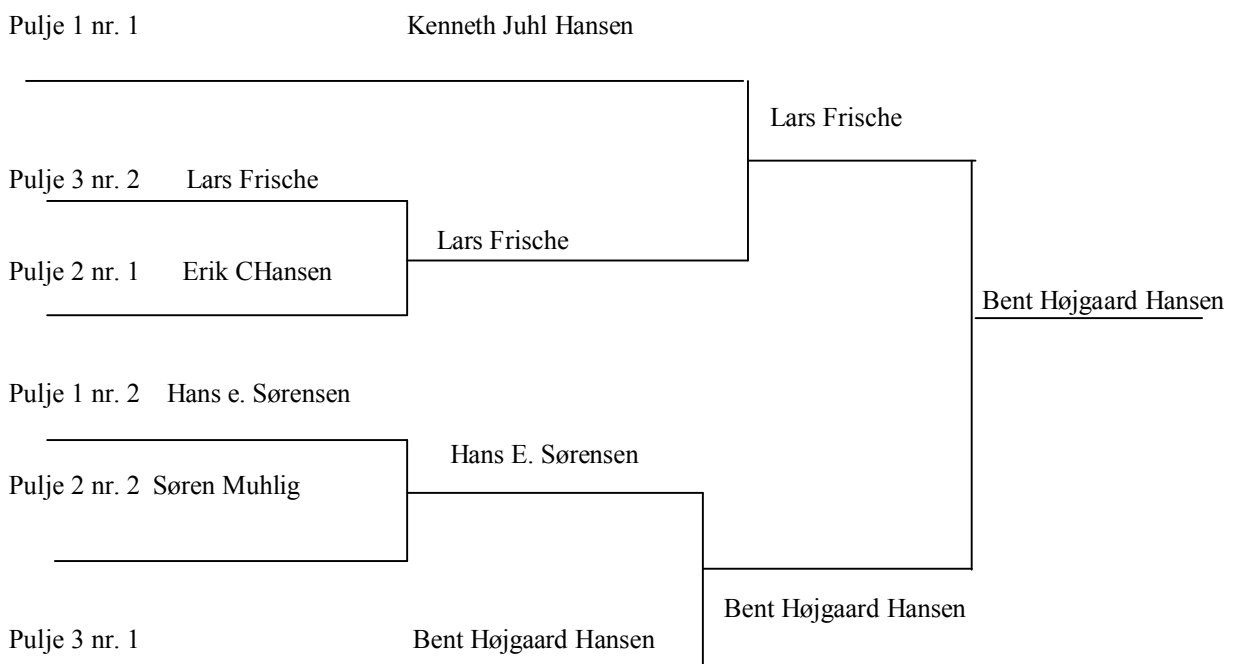 Pulje 1 nr. 1 Kenneth Juhl Hansen
Lars Frische
Pulje 3 nr. 2 Lars Frische
Lars Frische
Pulje 2 nr. 1 Erik CHansen
Bent Højgaard Hansen
Pulje 1 nr. 2 Hans e. Sørensen
Hans E. Sørensen
Pulje 2 nr. 2 Søren Muhlig
Bent Højgaard Hansen
Pulje 3 nr. 1 Bent Højgaard Hansen